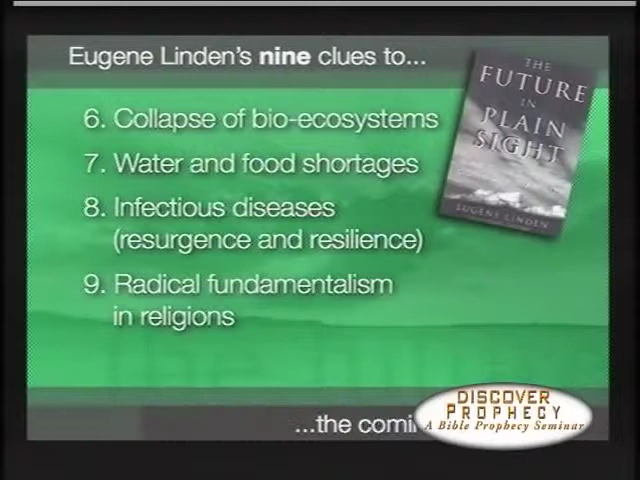 Eugene Linden's nine clues to...
THE
FUTURE
IN
PLAIN
SIGHT
EUGENE LINDEN
6. Collapse of bio-ecosystems
7. Water and food shortages
8. Infectious diseases
(resurgence and resilience)
9. Radical fundamentalism
in religions
...the comin
DISCOVER
PROPHECY
A Bible Prophecy Seminar